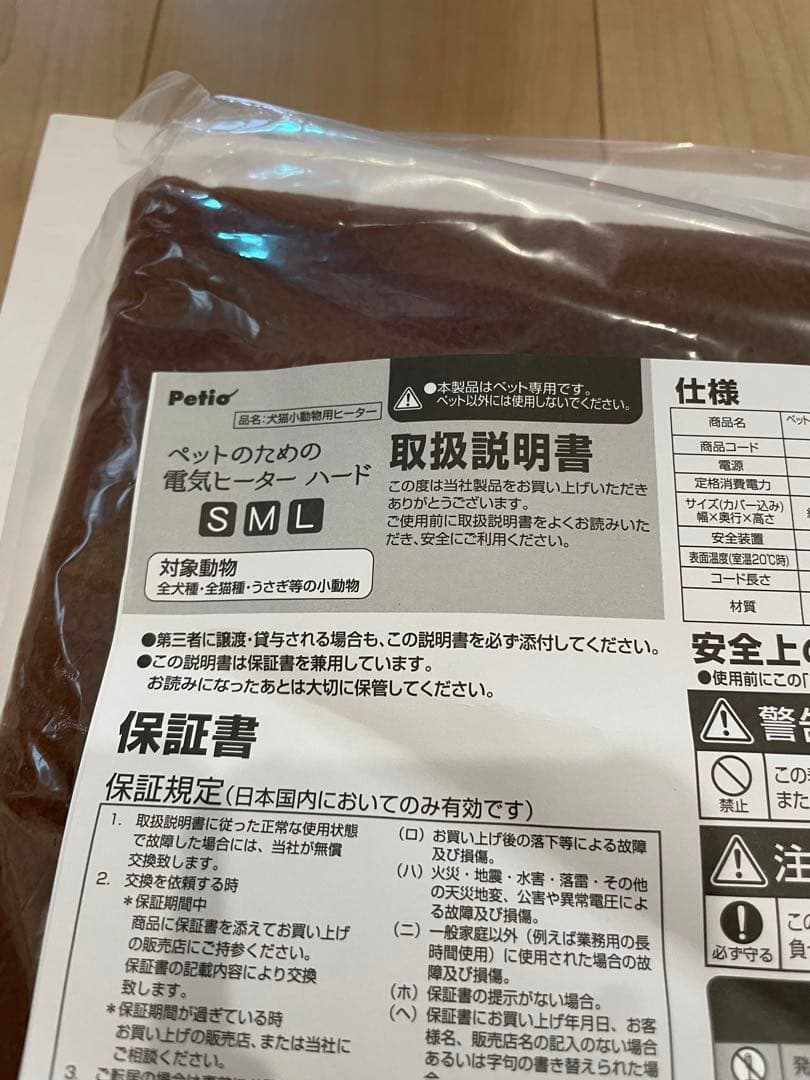 Petio
品名:犬猫小動物用ヒーター
ペットのための
電気ヒーター ハード
S M L
対象動物
全犬種・全猫種・うさぎ等の小動物
●本製品はペット専用です。
ペット以外には使用しないでください。
取扱説明書
この度は当社製品をお買い上げいただき
ありがとうございます。
ご使用前に取扱説明書をよくお読みいた
だき、安全にご利用ください。
●第三者に譲渡・貸与される場合も、この説明書を必ず添付してください。
●この説明書は保証書を兼用しています。
お読みになったあとは大切に保管してください。
保証書
保証規定(日本国内においてのみ有効です)
1. 取扱説明書に従った正常な使用状態
で故障した場合には、当社が無償
交換致します。
2. 交換を依頼する時
＊保証期間中
商品に保証書を添えてお買い上げ
の販売店にご持参ください。
保証書の記載内容により交換
致します。
＊保証期間が過ぎている時
お買い上げの販売店、または当社に
ご相談ください。
3.
(ロ) お買い上げ後の落下等による故障
及び損傷。
(ハ) 火災・地震・水害・落雷・その他
の天災地変、公害や異常電圧によ
る故障及び損傷。
(ニ) 一般家庭以外（例えば業務用の長
時間使用）に使用された場合の故
障及び損傷。
(ホ) 保証書の提示がない場合。
(ヘ) 保証書にお買い上げ年月日、お客
様名、販売店名の記入のない場合
あるいは字句の書き替えられた場
合
仕様
商品名 ペット
商品コード
電源
定格消費電力
サイズ(カバー込み)
幅×奥行×高さ
安全装置
表面温度(室温20℃時)
コード長さ
材質
安全上の
●使用前にこの「
警告
禁止
この
また
注
必ず守る
この
負
発